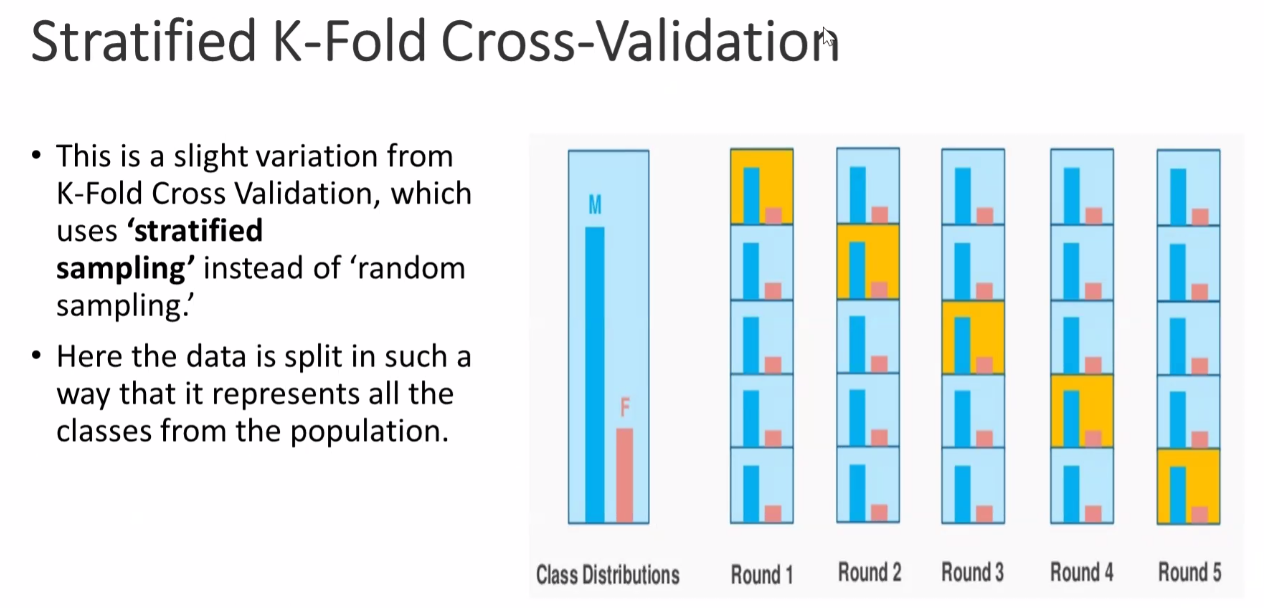 Stratified K-Fold Cross-Validation
• This is a slight variation from
K-Fold Cross Validation, which
uses ‘stratified
sampling’ instead of ‘random
sampling.’
• Here the data is split in such a
way that it represents all the
classes from the population.
M
F
Class Distributions
Round 1
Round 2
Round 3
Round 4
Round 5